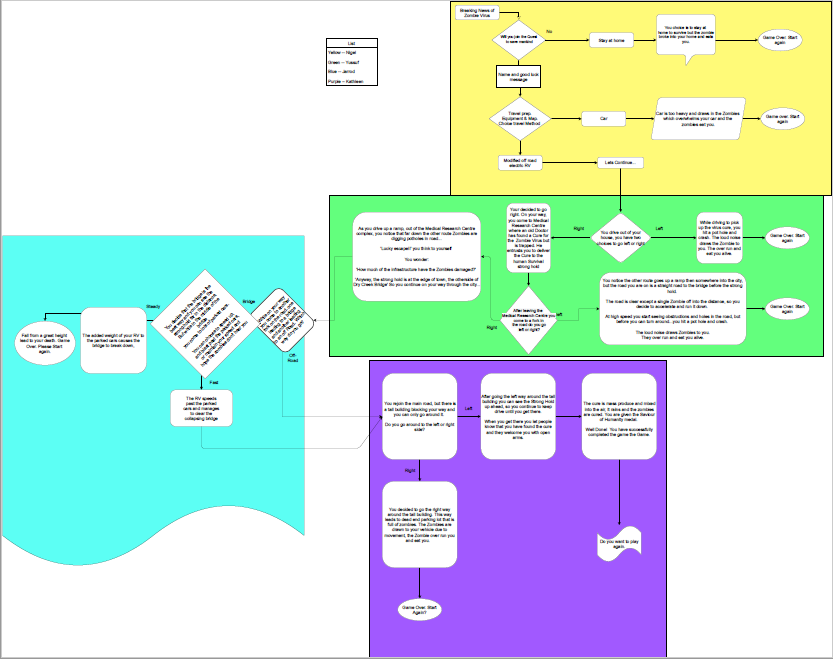 Breaking News of
Zombie Virus
Will you join the Quest
to save mankind
No
Stay at home
You choice is to stay
at home
to survive but the zombie
broke into your home and eats
you.
Game Over. Start
again
Name and good luck
message
Travel prep.
Equipment & Map.
Choose travel Method
Car
Car is too heavy and draws in the Zombies
which overwhelms your car and the
zombies eat you.
Game over. Start
again
Modified off road
electric RV
Lets Continue...
List
Yellow -- Nigel
Green -- Yousof
Blue -- Jarrod
Purple -- Kathleen
As you drive up a ramp, out of the Medical Research Centre
complex, you notice that far down the other route Zombies are
digging potholes in road...
'Lucky escape!!' you think to yourself
You wonder:
'How much of the infrastructure have the Zombies damaged?'
'Anyway, the strong hold is at the edge of town, the otherside of
Dry Creek Bridge' So you continue on your way through the city...
Your decided to go
right. On your way,
you come to Medical
Research Centre
where an old Doctor
has found a Cure for
the Zombie Virus but
is trapped. He
entrusts you to deliver
the Cure to the
human Survival
strong hold
Right
You drive out of your
house, you have two
choices to go left or right
Left
While driving to pick
up the virus cure, you
hit a pot hole and
crash. The loud noise
draws the Zombie to
you. The over run and
eat you.
Game Over. Start
again
After leaving the
Medical Research Centre you
come to a fork in
the road do you go
left or right?
Right
left
You notice the other route goes up a ramp then somewhere into the city,
but the road you are on is a straight road to the bridge before the strong
hold.
The road is clear except a single Zombie off into the distance, so you
decide to accelerate and run it down.
At high speed you start seeing obstructions and holes in the road, but
before you can turn around, you hit a pot hole and crash.
The loud noise draws Zombies to you.
They over run and eat you alive.
Game Over. Start
again
Bridge
Off-
Road
Steady
Fast
Fall from a great height
lead to your death. Game
Over. Please Start
again.
The added weight of your RV to
the parked cars causes the
bridge to break down,
The RV speeds
past the parked
cars and manages
to clear the
collapsing bridge
You rejoin the main road, but there is
a tall building blocking your way and
you can only go around it.
Do you go around to the left or right
side?
Left
After going the left way around the tall
building you can see the Strong Hold
up ahead, so you continue to keep
drive until you get there.
When you get there you let people
know that you have found the cure
and they welcome you with open
arms.
The cure is mass produce and mixed
into the air, it rains and the zombies
are cured. You are given the Saviour
of Humanity medal.
Well Done! You have successfully
completed the game the Game.
Right
You decided to go the right way
around the tall building. This way
leads to dead end parking lot that is
full of zombies. The Zombies are
drawn to your vehicle due to
movement, the Zombie over run you
and eat you.
Do you want to play
again.
Game Over. Start
Again?